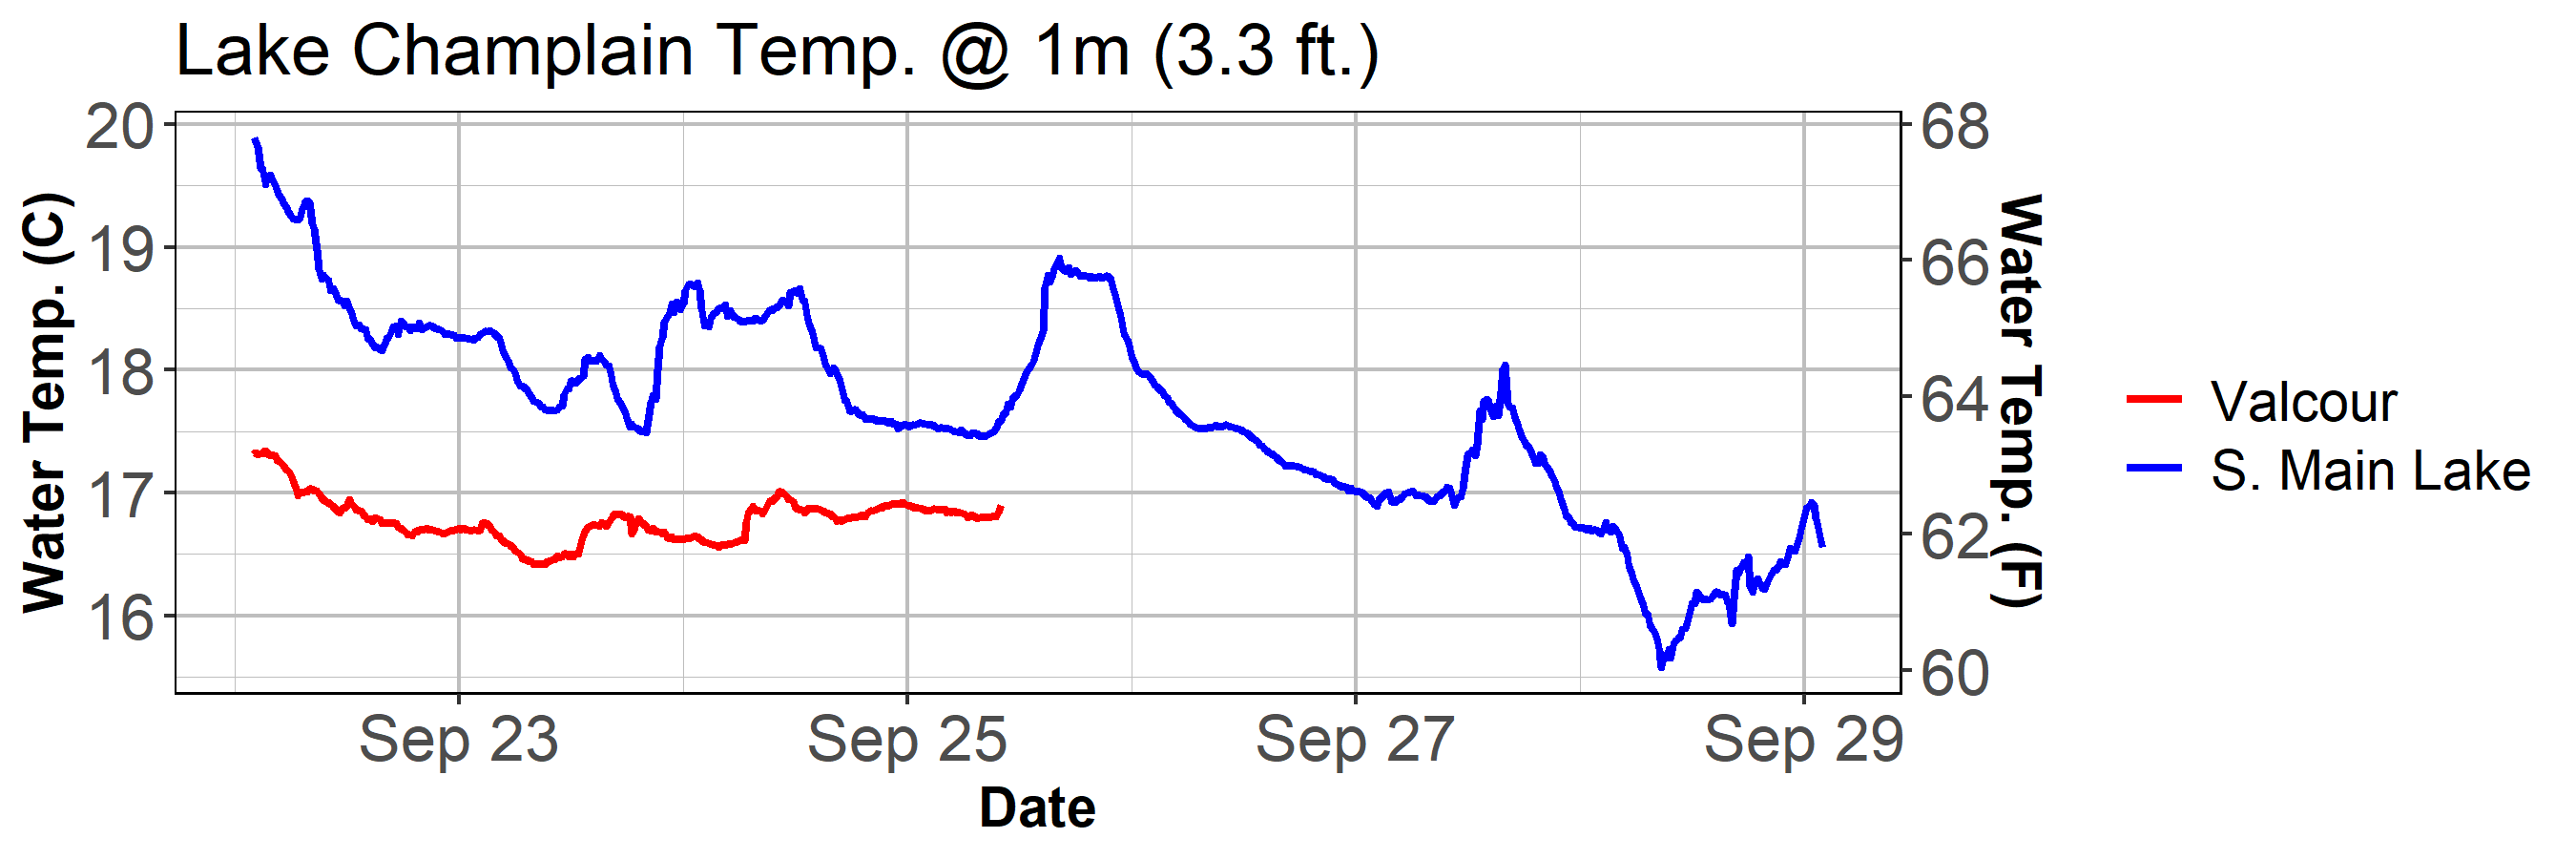 Lake Champlain Temp. @ 1m (3.3 ft.)
20
19
18
17
16
Water Temp. (C)
68
66
64
62
60
Water Temp. (F)
Sep 23
Sep 25
Sep 27
Sep 29
Date
Valcour
S. Main Lake